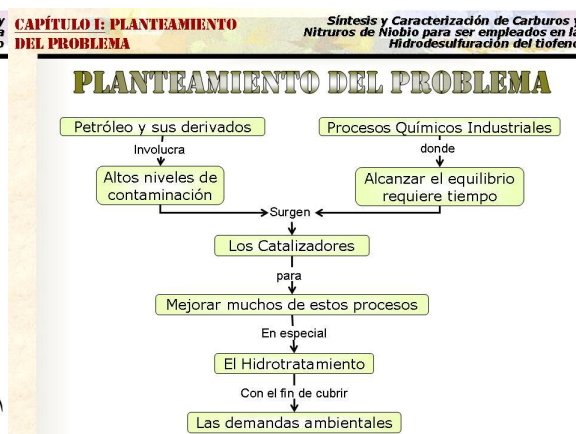 y
CAPÍTULO I: PLANTEAMIENTO
DEL PROBLEMA
a
o
Síntesis y Caracterización de Carburos y
Nitruros de Niobio para ser empleados en la
Hidrodesulfuración del tiofeno
PLANTEAMIENTO DEL PROBLEMA
Petróleo y sus derivados
Procesos Químicos Industriales
Involucra
donde
Altos niveles de
contaminación
Alcanzar el equilibrio
requiere tiempo
Surgen
Los Catalizadores
para
Mejorar muchos de estos procesos
En especial
El Hidrotratamiento
Con el fin de cubrir
Las demandas ambientales